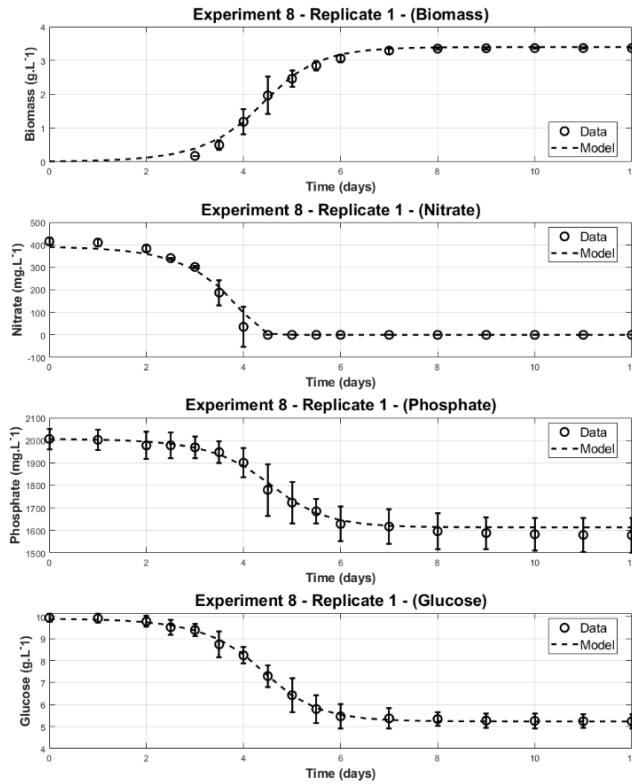 Experiment 8 - Replicate 1 - (Biomass)
4
3
2
1
0
Biomass (g.L⁻¹)
Data
Model
0 2 4 6 8 10 12
Time (days)
Experiment 8 - Replicate 1 - (Nitrate)
500
400
300
200
100
0
-100
Nitrate (mg.L⁻¹)
Data
Model
0 2 4 6 8 10 12
Time (days)
Experiment 8 - Replicate 1 - (Phosphate)
2100
2000
1900
1800
1700
1600
1500
Phosphate (mg.L⁻¹)
Data
Model
0 2 4 6 8 10 12
Time (days)
Experiment 8 - Replicate 1 - (Glucose)
10
9
8
7
6
5
4
Glucose (g.L⁻¹)
Data
Model
0 2 4 6 8 10 12
Time (days)